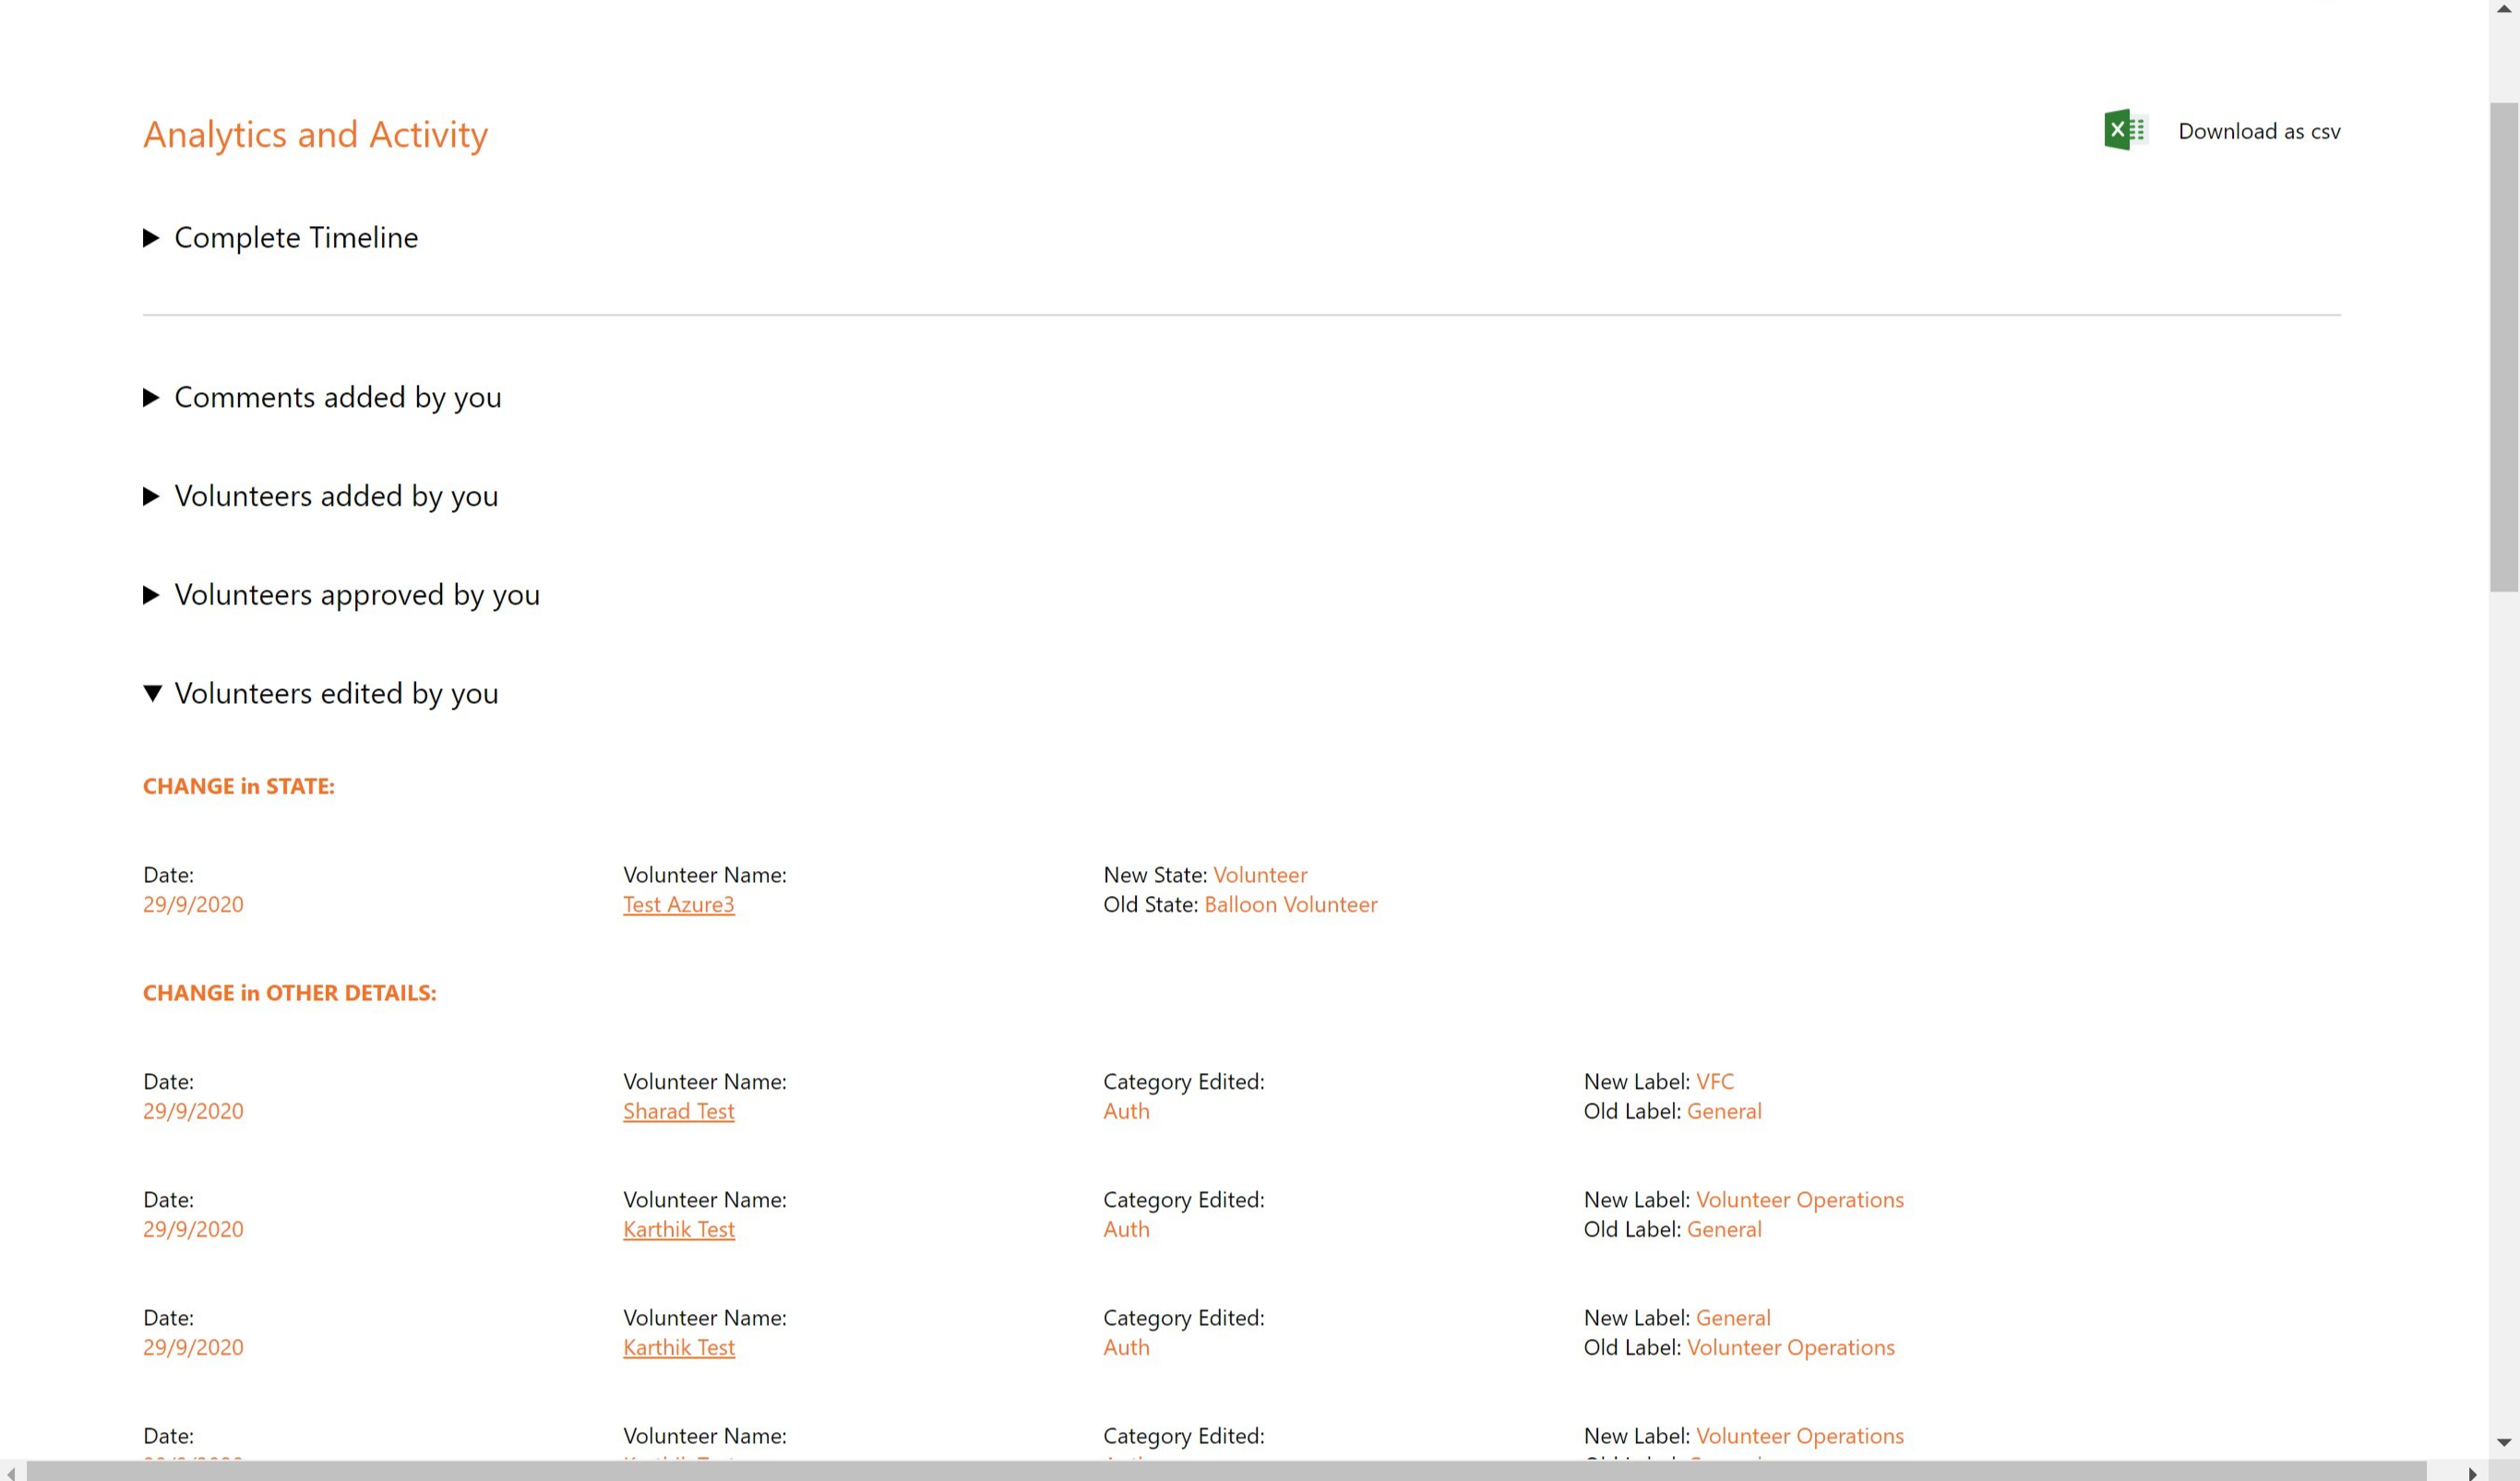 Analytics and Activity
Download as csv
Complete Timeline
Comments added by you
Volunteers added by you
Volunteers approved by you
Volunteers edited by you
CHANGE in STATE:
Date: Volunteer Name: New State: Volunteer
29/9/2020 Test Azure3 Old State: Balloon Volunteer
CHANGE in OTHER DETAILS:
Date: Volunteer Name: Category Edited: New Label: VFC
29/9/2020 Sharad Test Auth Old Label: General
Date: Volunteer Name: Category Edited: New Label: Volunteer Operations
29/9/2020 Karthik Test Auth Old Label: General
Date: Volunteer Name: Category Edited: New Label: General
29/9/2020 Karthik Test Auth Old Label: Volunteer Operations
Date: Volunteer Name: Category Edited: New Label: Volunteer Operations